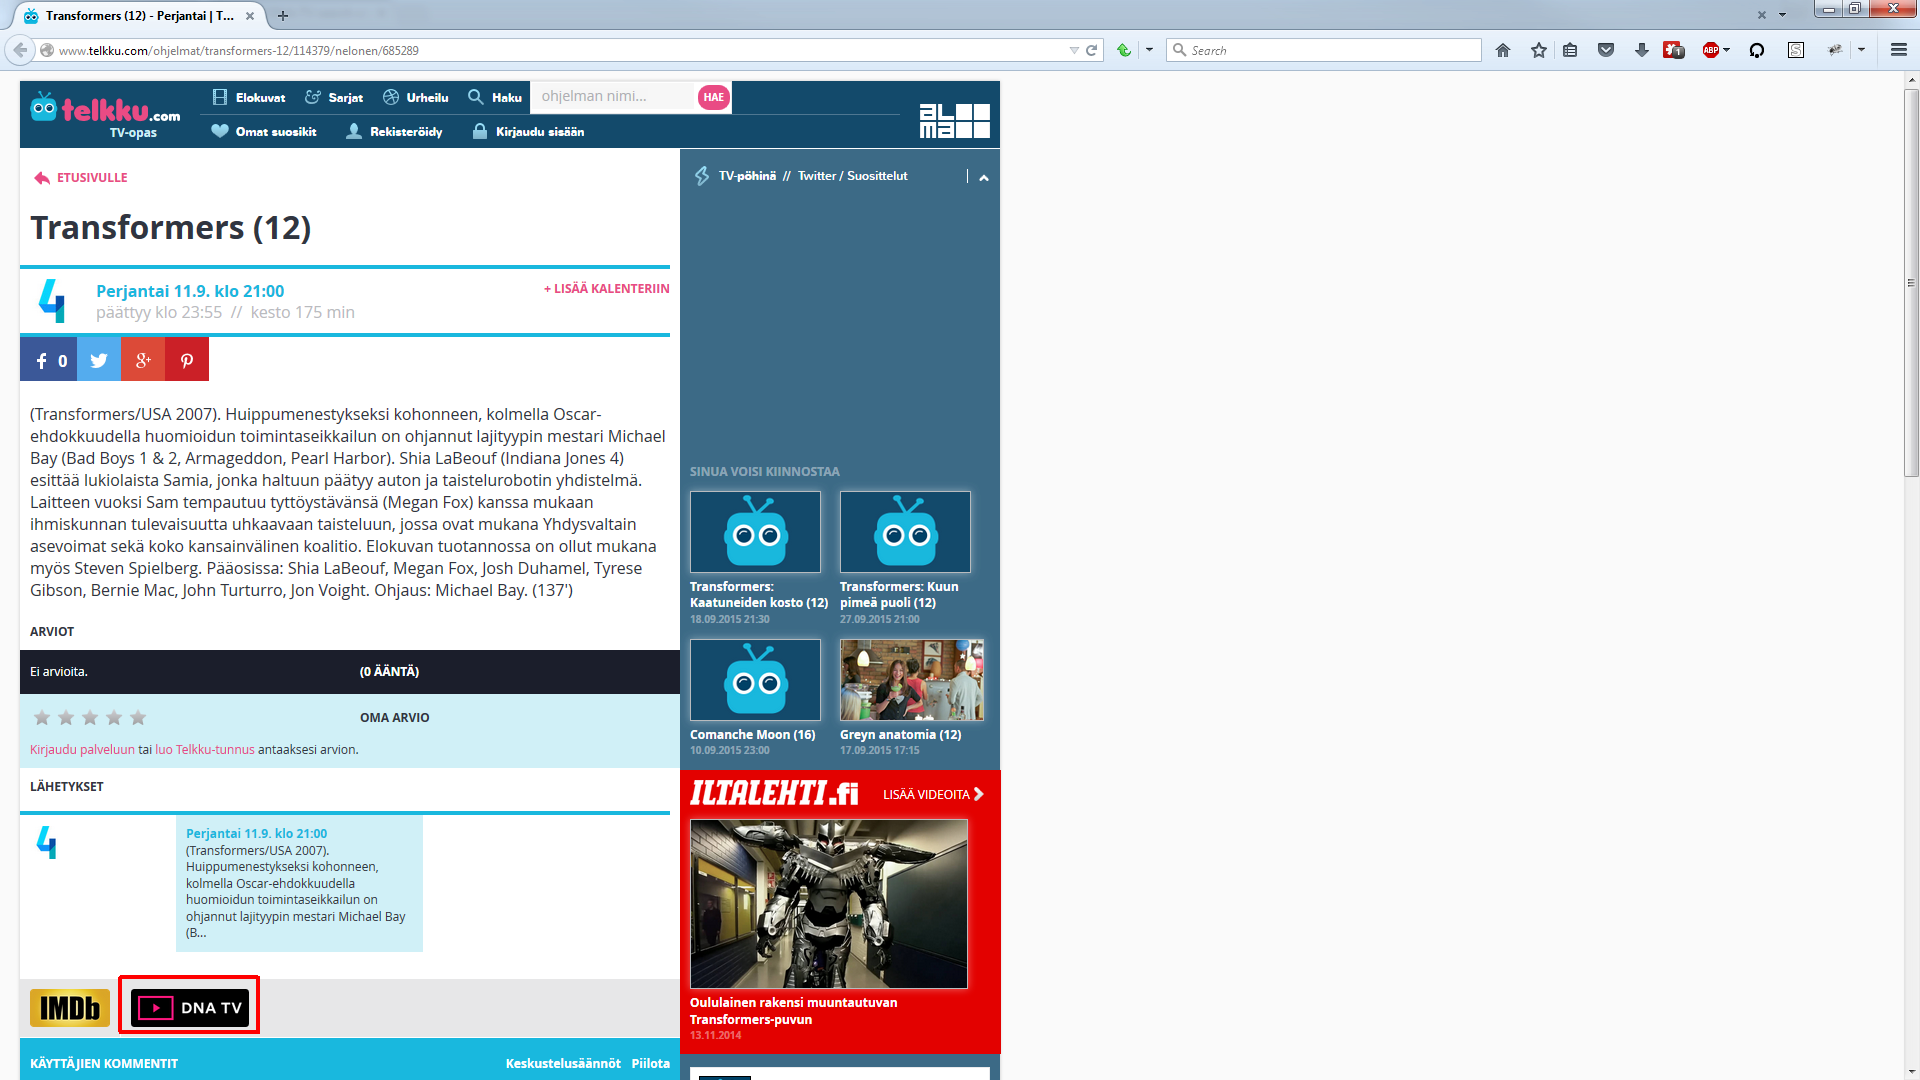 Transformers (12) - Perjantai | T...
www.telkku.com/ohjelmat/transformers-12/114379/nelonen/685289
Search
1
ABP
S
telkku.com
TV-opas
Elokuvat
Sarjat
Urheilu
Haku
ohjelman nimi...
HAE
Omat suosikit
Rekisteröidy
Kirjaudu sisään
ALMA
ETUSIVULLE
Transformers (12)
4
Perjantai 11.9. klo 21:00
päättyy klo 23:55 // kesto 175 min
+ LISÄÄ KALENTERIIN
f 0
g+
(Transformers/USA 2007). Huippumenestykseksi kohonneen, kolmella Oscar-
ehdokkuudella huomioidun toimintaseikkailun on ohjannut lajityypin mestari Michael
Bay (Bad Boys 1 & 2, Armageddon, Pearl Harbor). Shia LaBeouf (Indiana Jones 4)
esittää lukiolaista Samia, jonka haltuun päätyy auton ja taistelurobotin yhdistelmä.
Laitteen vuoksi Sam tempautuu tyttöystävänsä (Megan Fox) kanssa mukaan
ihmiskunnan tulevaisuutta uhkaavaan taisteluun, jossa ovat mukana Yhdysvaltain
asevoimat sekä koko kansainvälinen koalitio. Elokuvan tuotannossa on ollut mukana
myös Steven Spielberg. Pääosissa: Shia LaBeouf, Megan Fox, Josh Duhamel, Tyrese
Gibson, Bernie Mac, John Turturro, Jon Voight. Ohjaus: Michael Bay. (137')
ARVIOT
Ei arvioita.
(0 ÄÄNTÄ)
OMA ARVIO
Kirjaudu palveluun tai luo Telkku-tunnus antaaksesi arvion.
LÄHETYKSET
4
Perjantai 11.9. klo 21:00
(Transformers/USA 2007).
Huippumenestykseksi kohonneen,
kolmella Oscar-ehdokkuudella
huomioidun toimintaseikkailun on
ohjannut lajityypin mestari Michael Bay
(B...
IMDb
DNA TV
KÄYTTÄJIEN KOMMENTIT
Keskustelusäännöt
Piilota
TV-pöhinä // Twitter / Suosittelut
SINUA VOISI KIINNOSTAA
Transformers:
Kaatuneiden kosto (12)
18.09.2015 21:30
Transformers: Kuun
pimeä puoli (12)
27.09.2015 21:00
Comanche Moon (16)
10.09.2015 23:00
Greyn anatomia (12)
17.09.2015 17:15
ILTALEHTI.fi
LISÄÄ VIDEOITA
Oululainen rakensi muuntautuvan
Transformers-puvun
13.11.2014